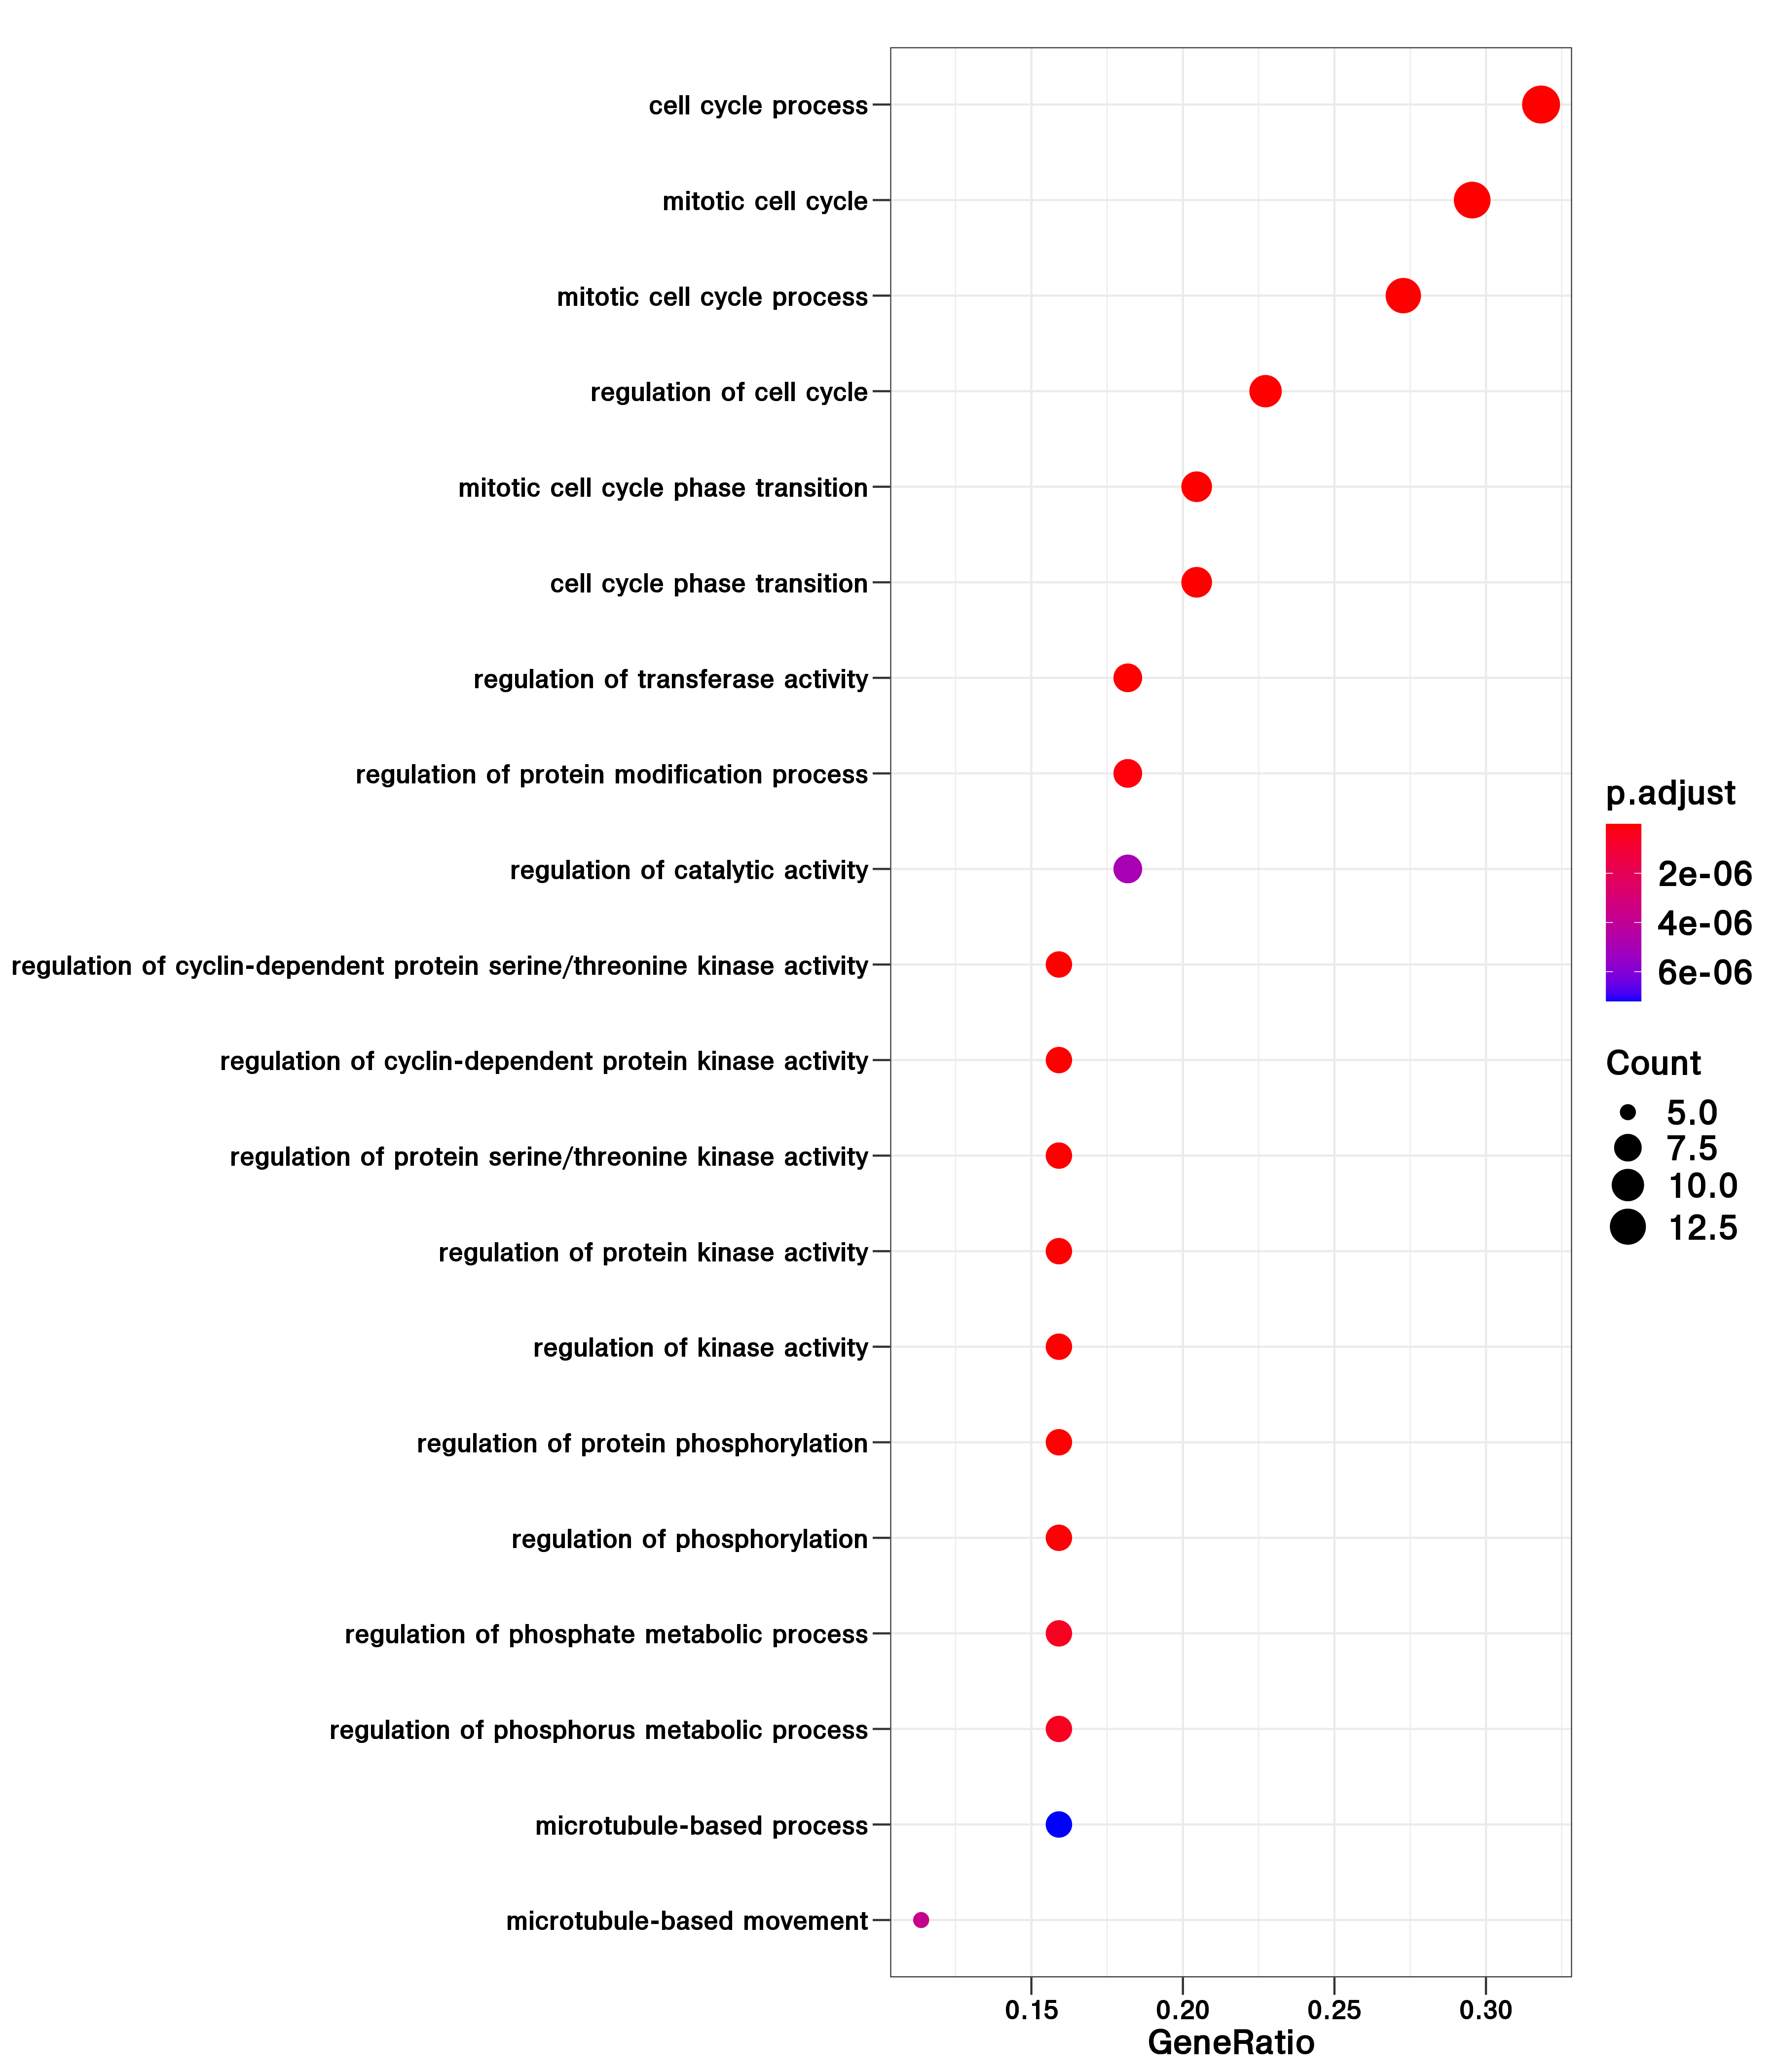 cell cycle process
mitotic cell cycle
mitotic cell cycle process
regulation of cell cycle
mitotic cell cycle phase transition
cell cycle phase transition
regulation of transferase activity
regulation of protein modification process
regulation of catalytic activity
regulation of cyclin-dependent protein serine/threonine kinase activity
regulation of cyclin-dependent protein kinase activity
regulation of protein serine/threonine kinase activity
regulation of protein kinase activity
regulation of kinase activity
regulation of protein phosphorylation
regulation of phosphorylation
regulation of phosphate metabolic process
regulation of phosphorus metabolic process
microtubule-based process
microtubule-based movement
0.15 0.20 0.25 0.30
GeneRatio
p.adjust
2e-06
4e-06
6e-06
Count
5.0
7.5
10.0
12.5